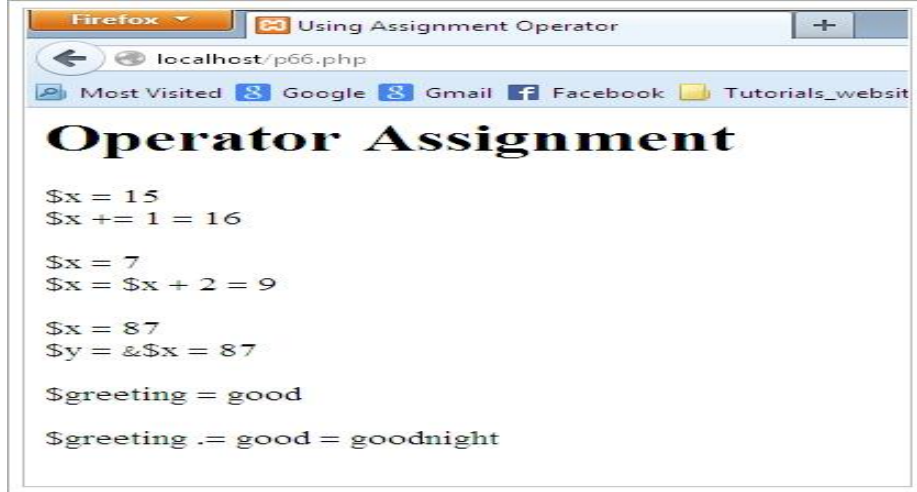 Firefox
Using Assignment Operator
+
localhost/p66.php
Most Visited Google Gmail Facebook Tutorials_websit
Operator Assignment
$x = 15
$x += 1 = 16
$x = 7
$x = $x + 2 = 9
$x = 87
$y = &$x = 87
$greeting = good
$greeting .= good = goodnight